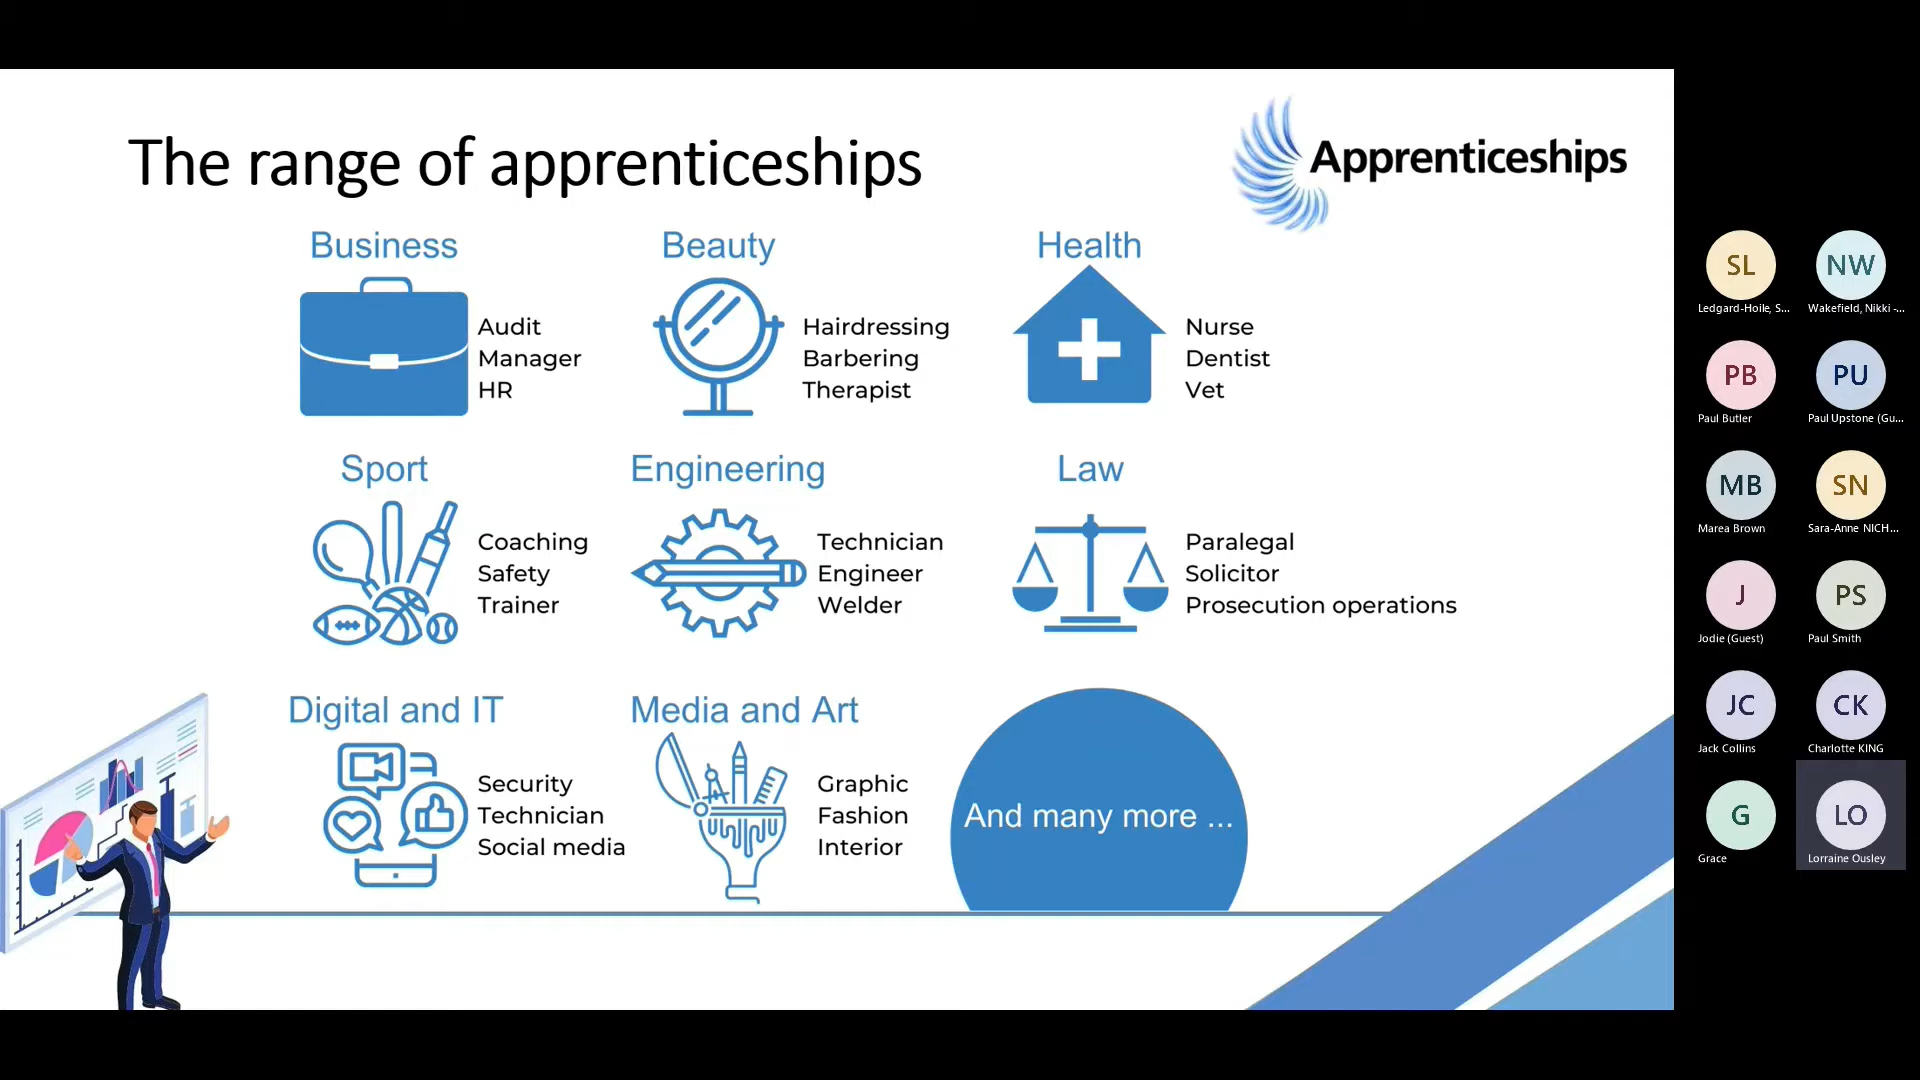 The range of apprenticeships
Apprenticeships
Business
Audit
Manager
HR
Beauty
Hairdressing
Barbering
Therapist
Health
Nurse
Dentist
Vet
Sport
Coaching
Safety
Trainer
Engineering
Technician
Engineer
Welder
Law
Paralegal
Solicitor
Prosecution operations
Digital and IT
Security
Technician
Social media
Media and Art
Graphic
Fashion
Interior
And many more ...
SL
Ledgard-Hoile, S...
NW
Wakefield, Nikki -...
PB
Paul Butler
PU
Paul Upstone (Gu...
MB
Marea Brown
SN
Sara-Anne NICH...
J
Jodie (Guest)
PS
Paul Smith
JC
Jack Collins
CK
Charlotte KING
G
Grace
LO
Lorraine Ousley